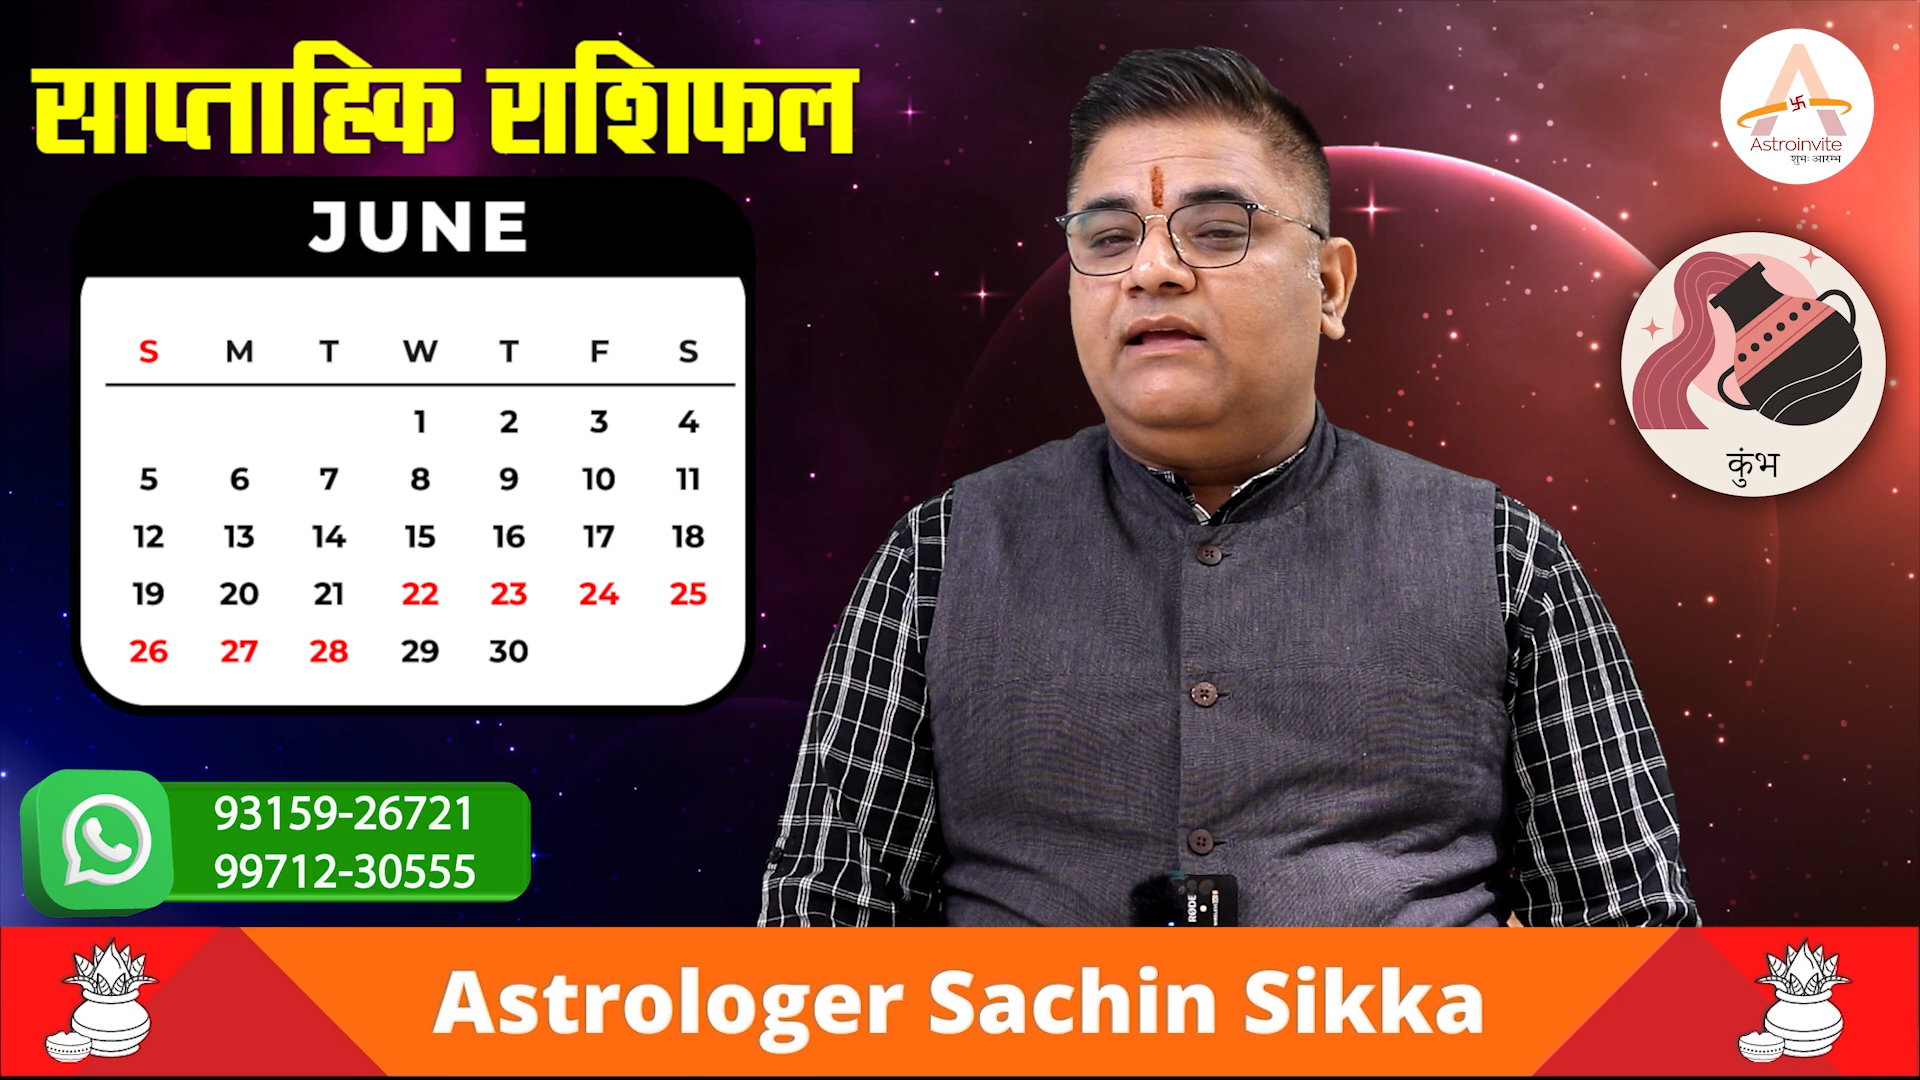 साप्ताहिक राशिफल
JUNE
S M T W T F S
1 2 3 4
5 6 7 8 9 10 11
12 13 14 15 16 17 18
19 20 21 22 23 24 25
26 27 28 29 30
Astroinvite
शुभः आरम्भ
कुंभ
93159-26721
99712-30555
RØDE
Astrologer Sachin Sikka